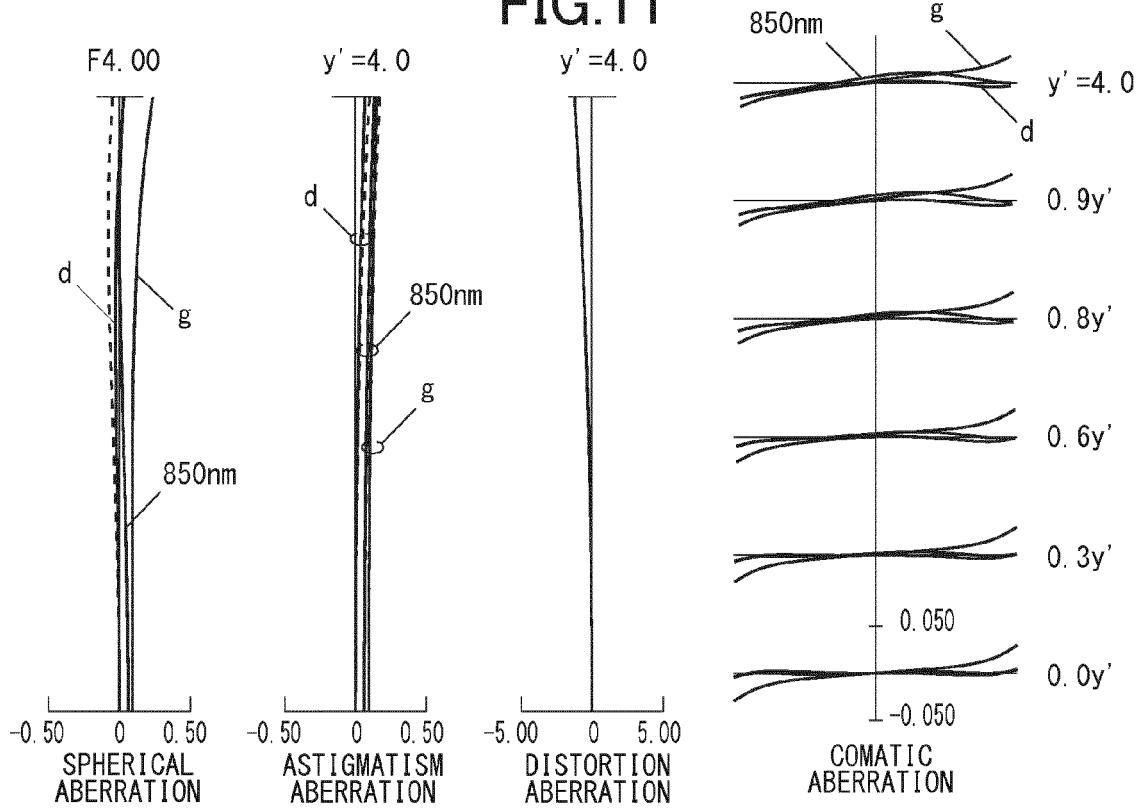 FIG.11
F4.00
d
g
850nm
-0.50 0 0.50
SPHERICAL
ABERRATION
y'=4.0
d
850nm
g
-0.50 0 0.50
ASTIGMATISM
ABERRATION
y'=4.0
-5.00 0 5.00
DISTORTION
ABERRATION
850nm
g
y'=4.0
d
0.9y'
0.8y'
0.6y'
0.3y'
0.050
0.0y'
-0.050
COMATIC
ABERRATION